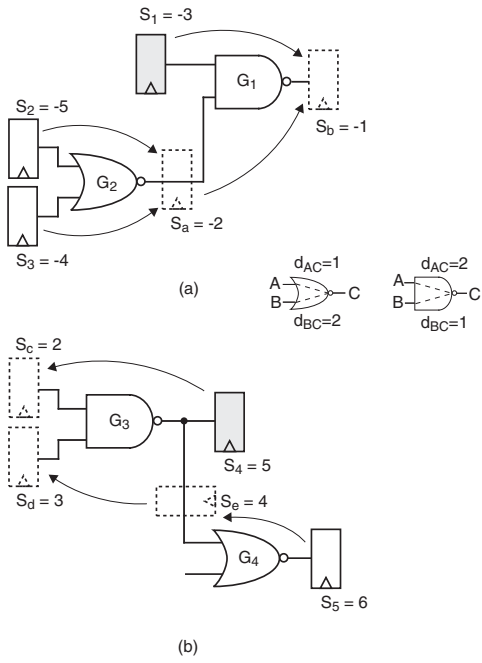 S1 = -3
G1
Sb = -1
S2 = -5
G2
Sa = -2
S3 = -4
(a)
dAC=1
A
B
C
dBC=2
dAC=2
A
B
C
dBC=1
Sc = 2
G3
S4 = 5
Sd = 3
Se = 4
G4
S5 = 6
(b)